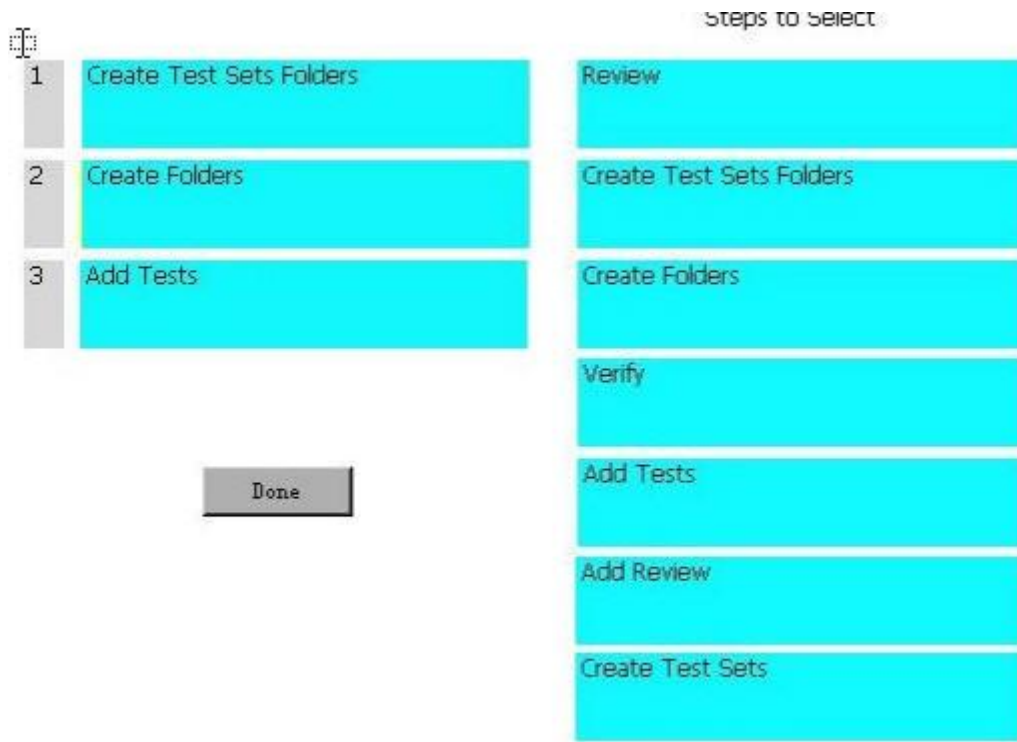 Steps to Select
1 Create Test Sets Folders
Review
2 Create Folders
Create Test Sets Folders
3 Add Tests
Create Folders
Verify
Done
Add Tests
Add Review
Create Test Sets